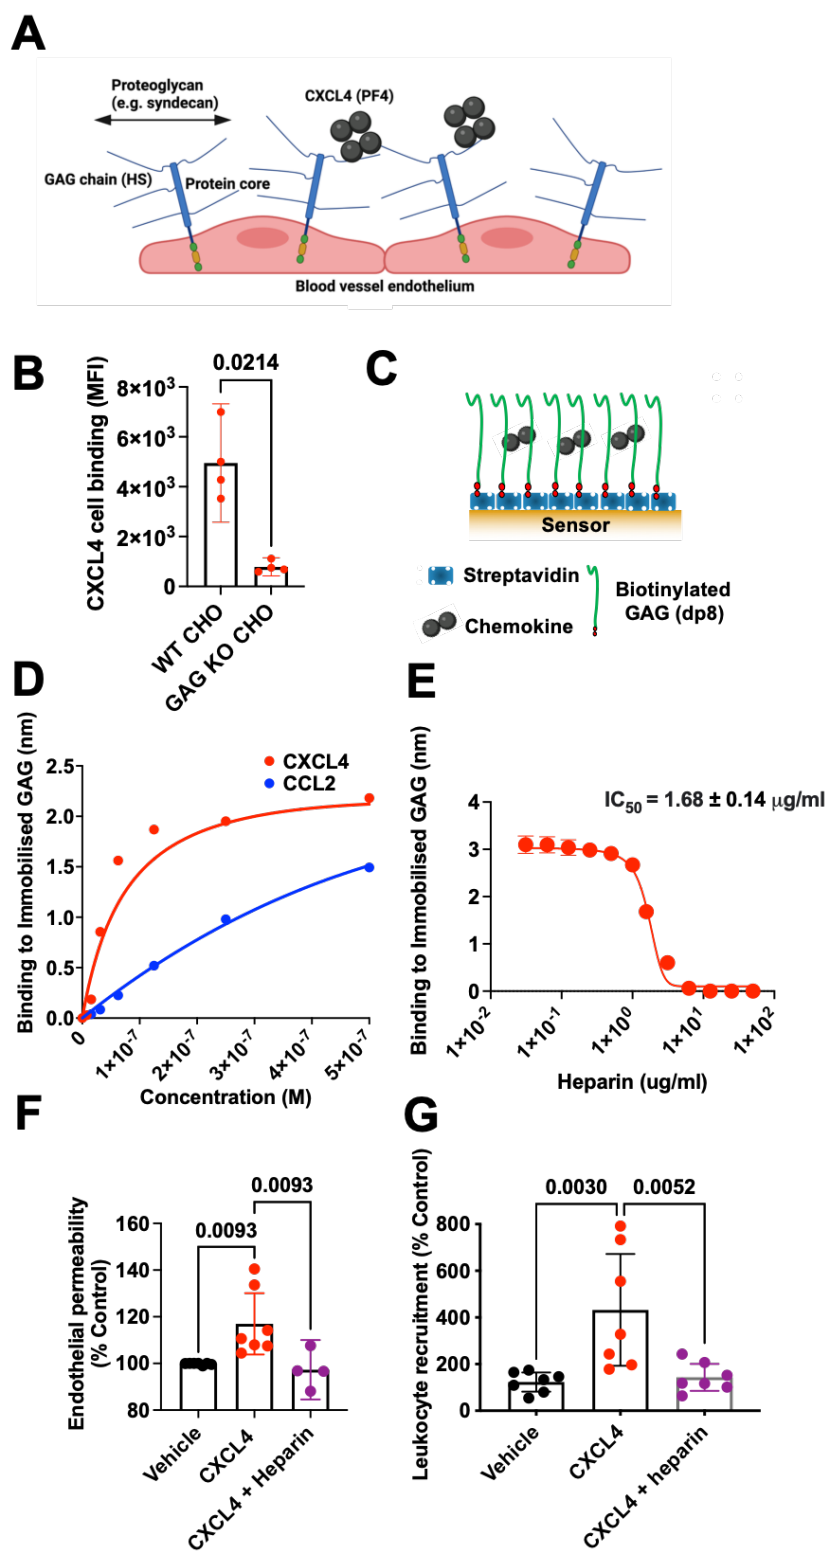 A
Proteoglycan
(e.g. syndecan)
CXCL4 (PF4)
GAG chain (HS)
Protein core
Blood vessel endothelium
B
CXCL4 cell binding (MFI)
0.0214
8×10³
6×10³
4×10³
2×10³
0
WT CHO
GAG KO CHO
C
Sensor
Streptavidin
Chemokine
Biotinylated
GAG (dp8)
D
Binding to Immobilised GAG (nm)
CXCL4
CCL2
2.5
2.0
1.5
1.0
0.5
0.0
0
1×10⁻⁷
2×10⁻⁷
3×10⁻⁷
4×10⁻⁷
5×10⁻⁷
Concentration (M)
E
Binding to Immobilised GAG (nm)
IC₅₀ = 1.68 ± 0.14 μg/ml
4
3
2
1
0
1×10⁻²
1×10⁻¹
1×10⁰
1×10¹
1×10²
Heparin (ug/ml)
F
Endothelial permeability
(% Control)
0.0093
0.0093
160
140
120
100
80
Vehicle
CXCL4
CXCL4 + Heparin
G
Leukocyte recruitment (% Control)
0.0030
0.0052
800
600
400
200
0
Vehicle
CXCL4
CXCL4 + heparin